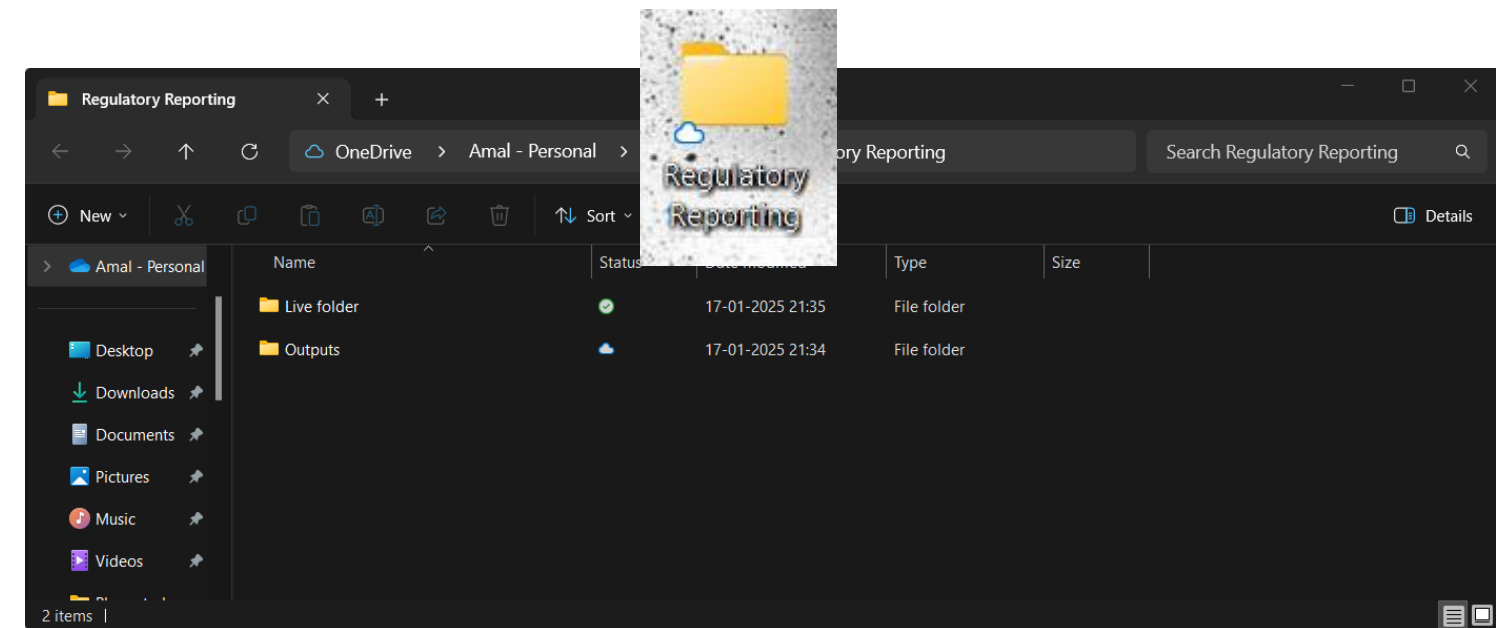 Regulatory Reporting
OneDrive > Amal - Personal > ory Reporting
Search Regulatory Reporting
Regulatory
Reporting
New
Sort
Details
Amal - Personal
Name Status Date modified Type Size
Live folder 17-01-2025 21:35 File folder
Outputs 17-01-2025 21:34 File folder
Desktop
Downloads
Documents
Pictures
Music
Videos
2 items